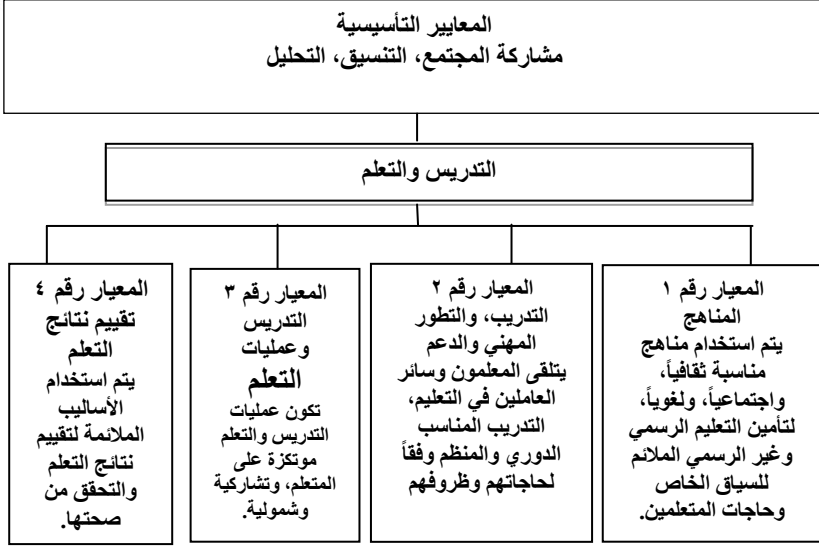 المعايير التأسيسية
مشاركة المجتمع، التنسيق، التحليل
التدريس والتعلم
المعيار رقم ١
المناهج
يتم استخدام مناهج
مناسبة ثقافياً،
واجتماعياً، ولغوياً،
لتأمين التعليم الرسمي
وغير الرسمي الملائم
للسياق الخاص
وحاجات المتعلمين.
المعيار رقم ٢
التدريب، والتطور
المهني والدعم
يتلقى المعلمون وسائر
العاملين في التعليم،
التدريب المناسب
الدوري والمنظم وفقاً
لحاجاتهم وظروفهم
المعيار رقم ٣
التدريس
وعمليات
التعلم
تكون عمليات
التدريس والتعلم
موتكزة على
المتعلم، وتشاركية
وشمولية.
المعيار رقم ٤
تقييم نتائج
التعلم
يتم استخدام
الأساليب
الملائمة لتقييم
نتائج التعلم
والتحقق من
صحتها.